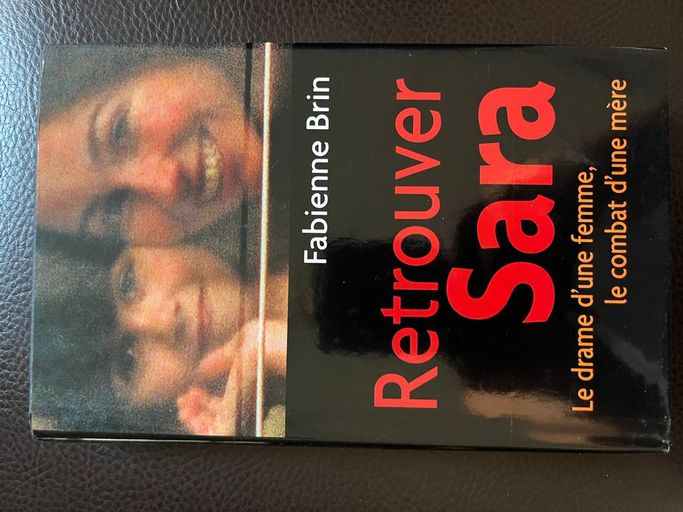 Fabienne Brin
Retrouver
Sara
Le drame d'une femme,
le combat d'une mère